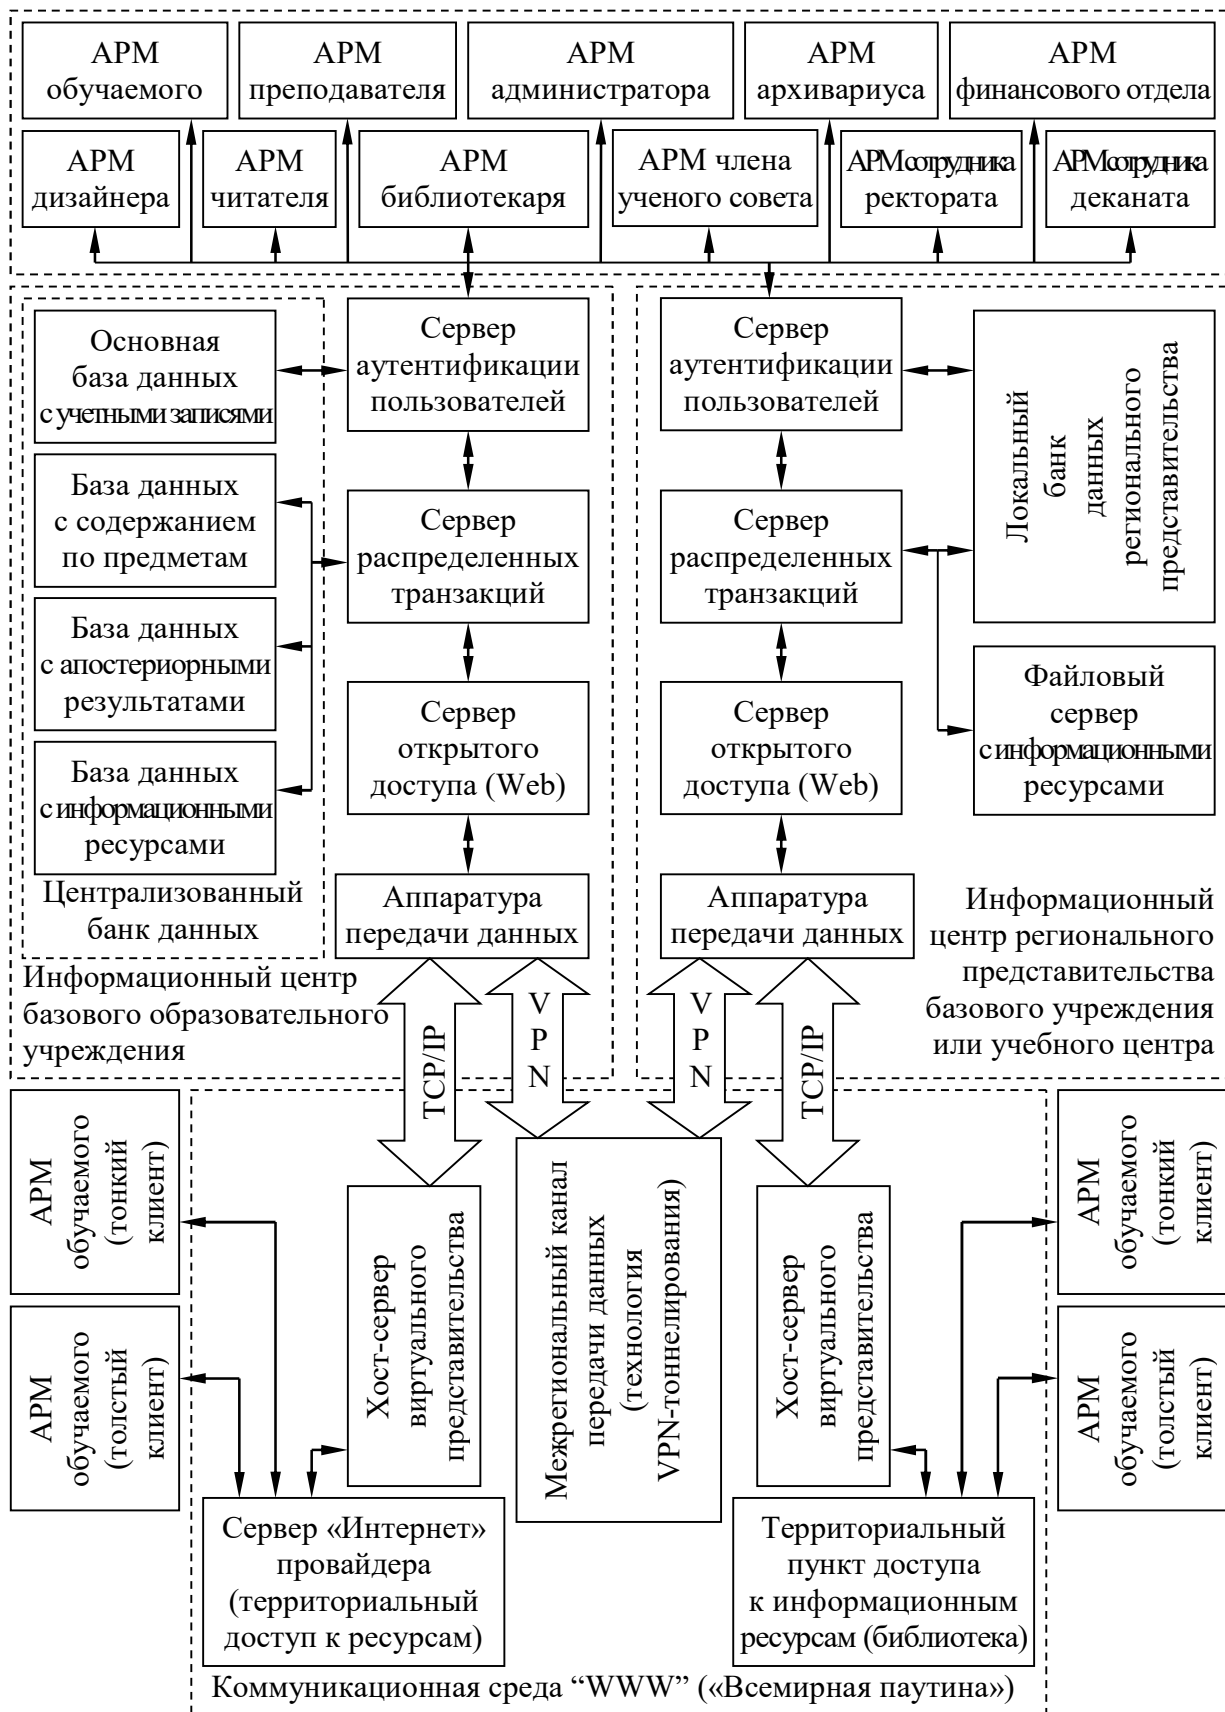 АРМ
обучаемого
АРМ
преподавателя
АРМ
администратора
АРМ
архивариуса
АРМ
финансового отдела
АРМ
дизайнера
АРМ
читателя
АРМ
библиотекаря
АРМ члена
ученого совета
АРМ сотрудника
ректората
АРМ сотрудника
деканата
Основная
база данных
с учетными записями
База данных
с содержанием
по предметам
База данных
с апостериорными
результатами
База данных
с информационными
ресурсами
Централизованный
банк данных
Информационный центр
базового образовательного
учреждения
Сервер
аутентификации
пользователей
Сервер
распределенных
транзакций
Сервер
открытого
доступа (Web)
Аппаратура
передачи данных
Сервер
аутентификации
пользователей
Сервер
распределенных
транзакций
Сервер
открытого
доступа (Web)
Аппаратура
передачи данных
Локальный
банк
данных
регионального
представительства
Файловый
сервер
с информационными
ресурсами
Информационный
центр регионального
представительства
базового учреждения
или учебного центра
TCP/IP
VPN
VPN
TCP/IP
АРМ
обучаемого
(тонкий
клиент)
АРМ
обучаемого
(толстый
клиент)
Хост-сервер
виртуального
представительства
Межрегиональный канал
передачи данных
(технология
VPN-тоннелирования)
Хост-сервер
виртуального
представительства
АРМ
обучаемого
(тонкий
клиент)
АРМ
обучаемого
(толстый
клиент)
Сервер «Интернет»
провайдера
(территориальный
доступ к ресурсам)
Территориальный
пункт доступа
к информационным
ресурсам (библиотека)
Коммуникационная среда “WWW” («Всемирная паутина»)